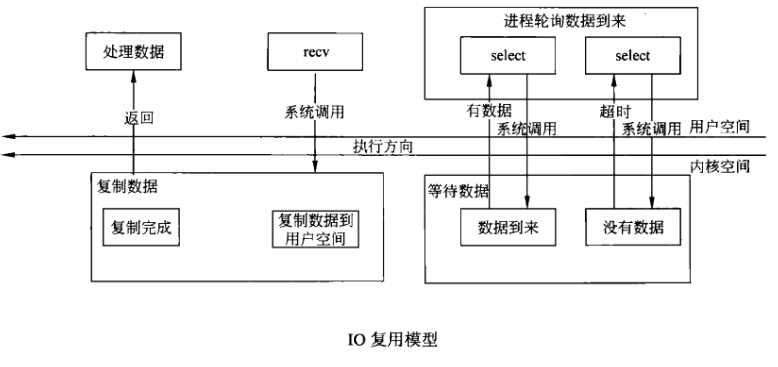 进程轮询数据到来
处理数据
recv
select
select
返回
系统调用
有数据
系统调用
超时
系统调用
用户空间
执行方向
内核空间
复制数据
等待数据
复制完成
复制数据到
用户空间
数据到来
没有数据
IO 复用模型